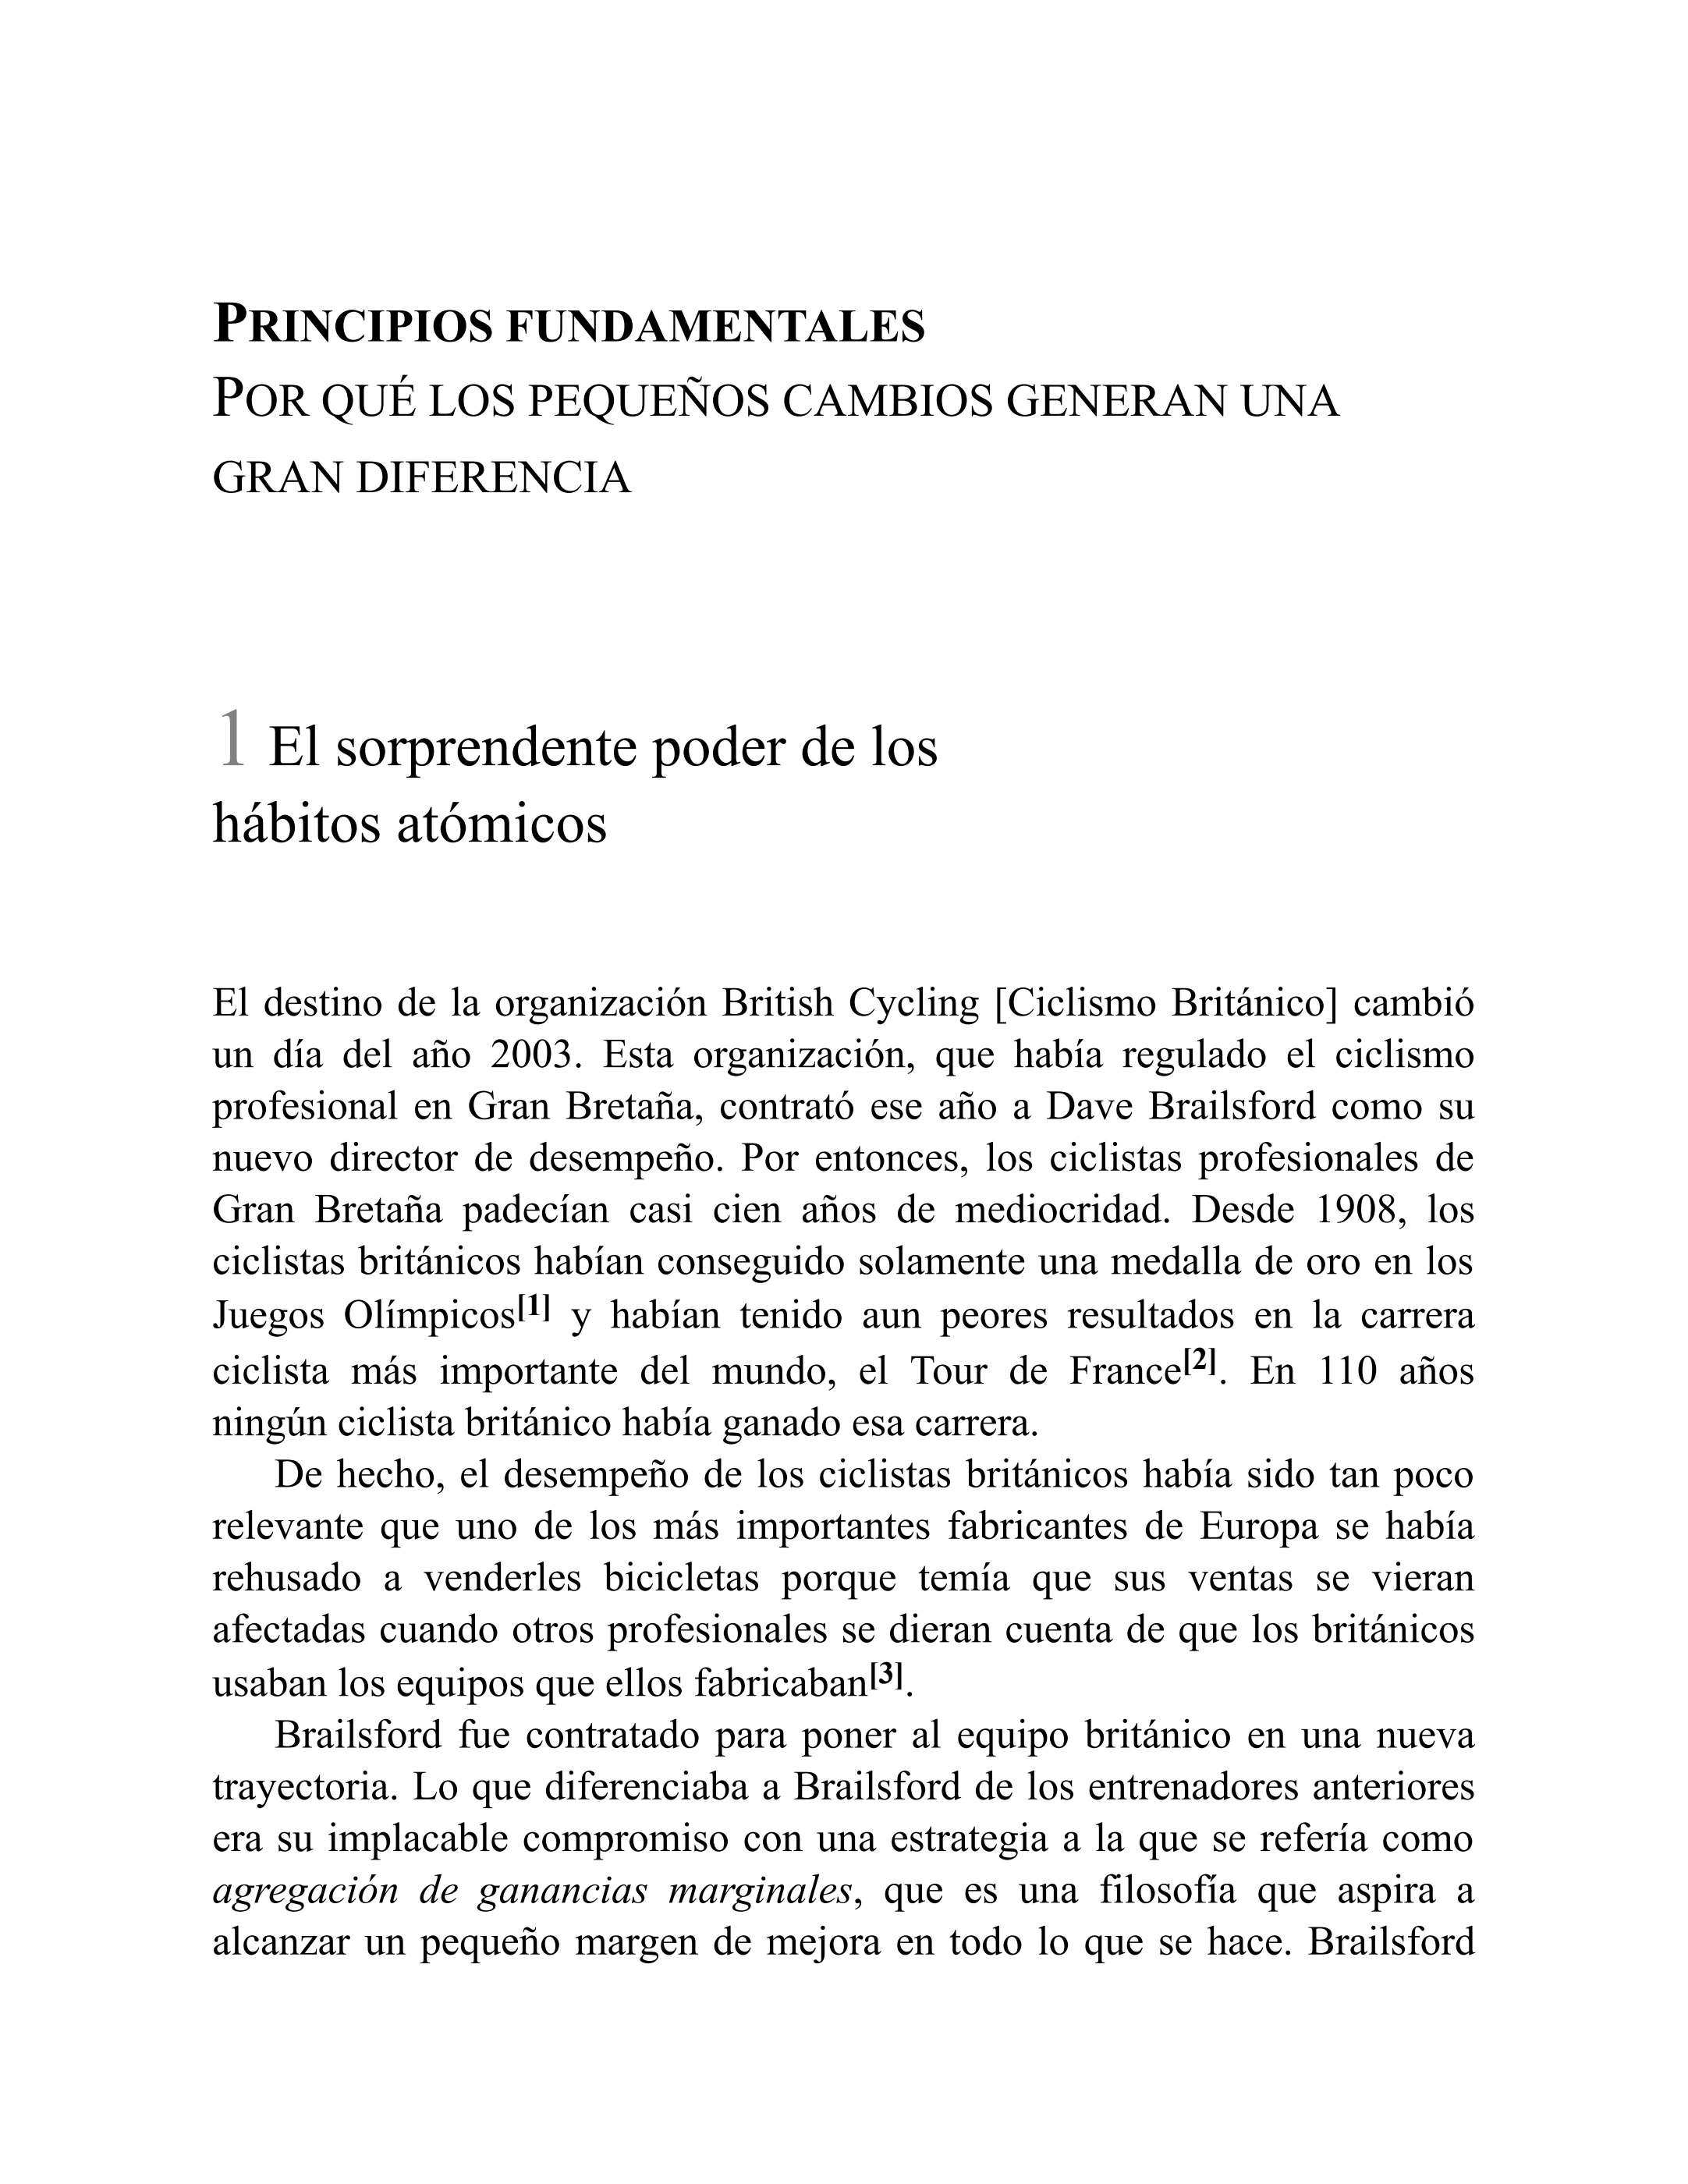 PRINCIPIOS FUNDAMENTALES
POR QUÉ LOS PEQUEÑOS CAMBIOS GENERAN UNA
GRAN DIFERENCIA
1 El sorprendente poder de los
hábitos atómicos
El destino de la organización British Cycling [Ciclismo Británico] cambió
un día del año 2003. Esta organización, que había regulado el ciclismo
profesional en Gran Bretaña, contrató ese año a Dave Brailsford como su
nuevo director de desempeño. Por entonces, los ciclistas profesionales de
Gran Bretaña padecían casi cien años de mediocridad. Desde 1908, los
ciclistas británicos habían conseguido solamente una medalla de oro en los
Juegos Olímpicos[1] y habían tenido aun peores resultados en la carrera
ciclista más importante del mundo, el Tour de France[2]. En 110 años
ningún ciclista británico había ganado esa carrera.
De hecho, el desempeño de los ciclistas británicos había sido tan poco
relevante que uno de los más importantes fabricantes de Europa se había
rehusado a venderles bicicletas porque temía que sus ventas se vieran
afectadas cuando otros profesionales se dieran cuenta de que los británicos
usaban los equipos que ellos fabricaban[3].
Brailsford fue contratado para poner al equipo británico en una nueva
trayectoria. Lo que diferenciaba a Brailsford de los entrenadores anteriores
era su implacable compromiso con una estrategia a la que se refería como
agregación de ganancias marginales, que es una filosofía que aspira a
alcanzar un pequeño margen de mejora en todo lo que se hace. Brailsford